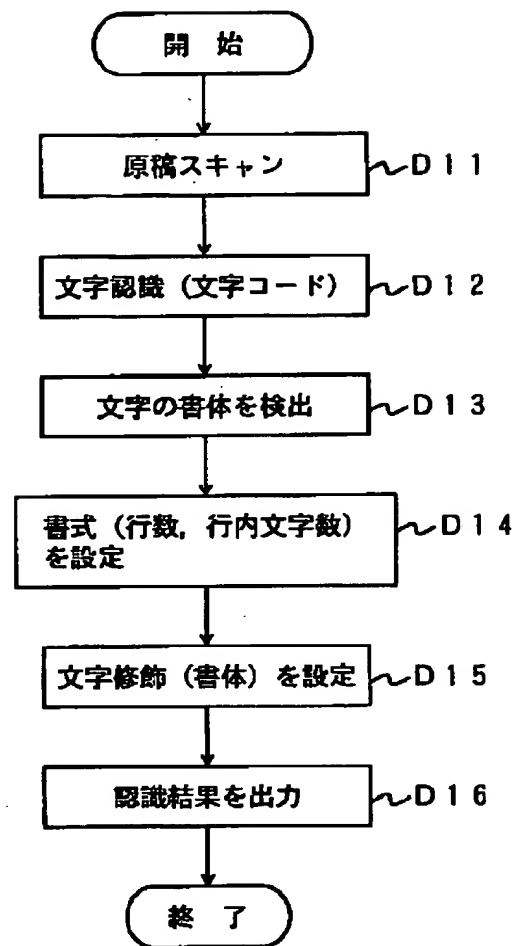 開 始
原稿スキャン
D11
文字認識(文字コード)
D12
文字の書体を検出
D13
書式(行数,行内文字数)
を設定
D14
文字修飾(書体)を設定
D15
認識結果を出力
D16
終 了